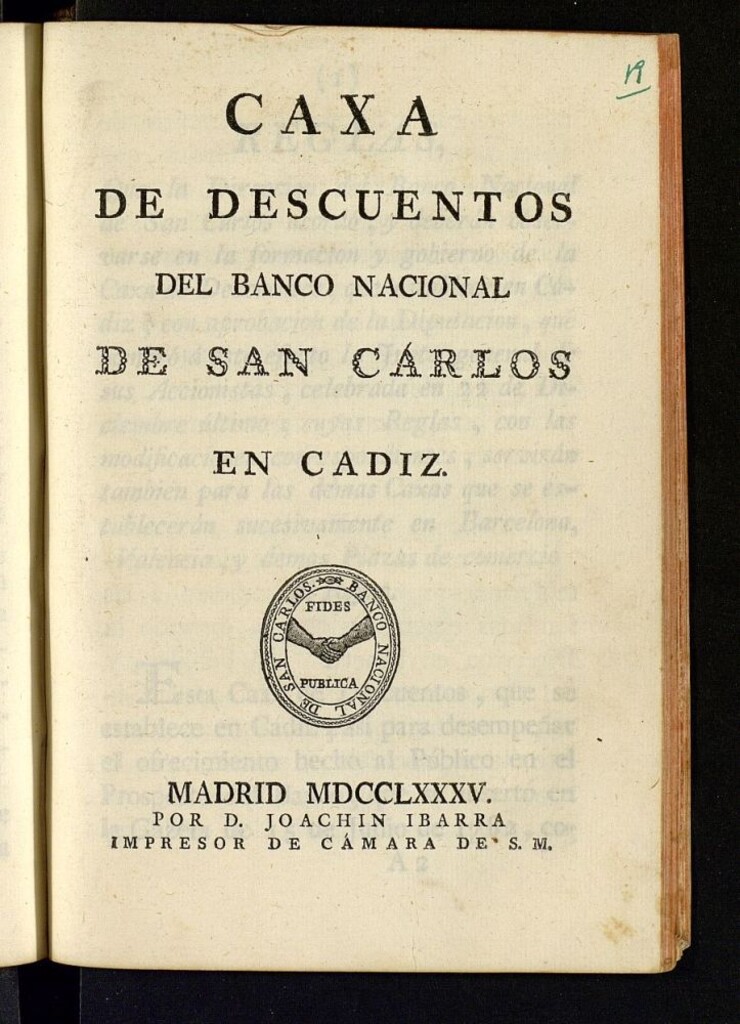 19
CAXA
DE DESCUENTOS
DEL BANCO NACIONAL
DE SAN CÁRLOS
EN CADIZ.
BANCO NACIONAL DE SAN CARLOS.
FIDES
PUBLICA
MADRID MDCCLXXXV.
POR D. JOACHIN IBARRA
IMPRESOR DE CÁMARA DE S. M.